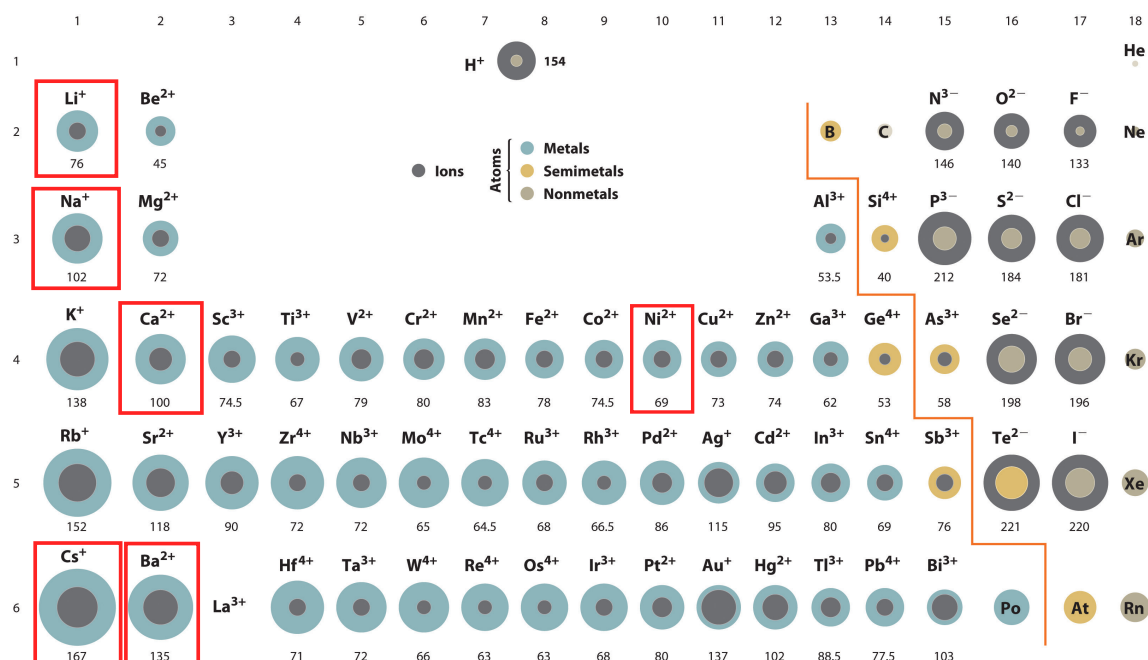 1 2 3 4 5 6 7 8 9 10 11 12 13 14 15 16 17 18
1 H⁺ 154 He
Li⁺ Be²⁺ N³⁻ O²⁻ F⁻
2 B C Ne
76 45 146 140 133
Ions
Atoms
Metals
Semimetals
Nonmetals
Na⁺ Mg²⁺ Al³⁺ Si⁴⁺ P³⁻ S²⁻ Cl⁻
3 Ar
102 72 53.5 40 212 184 181
K⁺ Ca²⁺ Sc³⁺ Ti³⁺ V²⁺ Cr²⁺ Mn²⁺ Fe²⁺ Co²⁺ Ni²⁺ Cu²⁺ Zn²⁺ Ga³⁺ Ge⁴⁺ As³⁺ Se²⁻ Br⁻
4 Kr
138 100 74.5 67 79 80 83 78 74.5 69 73 74 62 53 58 198 196
Rb⁺ Sr²⁺ Y³⁺ Zr⁴⁺ Nb³⁺ Mo⁴⁺ Tc⁴⁺ Ru³⁺ Rh³⁺ Pd²⁺ Ag⁺ Cd²⁺ In³⁺ Sn⁴⁺ Sb³⁺ Te²⁻ I⁻
5 Xe
152 118 90 72 72 65 64.5 68 66.5 86 115 95 80 69 76 221 220
Cs⁺ Ba²⁺ Hf⁴⁺ Ta³⁺ W⁴⁺ Re⁴⁺ Os⁴⁺ Ir³⁺ Pt²⁺ Au⁺ Hg²⁺ Tl³⁺ Pb⁴⁺ Bi³⁺
6 La³⁺ Po At Rn
167 135 71 72 66 63 63 68 80 137 102 88.5 77.5 103